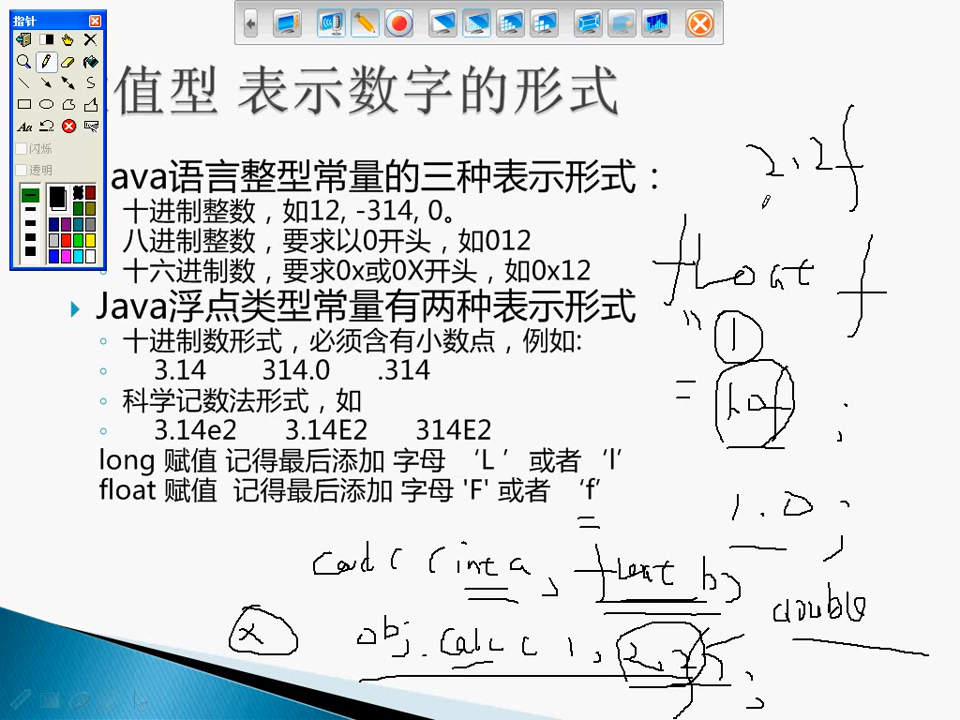 指针
闪烁
透明
值型 表示数字的形式
ava语言整型常量的三种表示形式：
十进制整数，如12, -314, 0。
八进制整数，要求以0开头，如012
十六进制数，要求0x或0X开头，如0x12
Java浮点类型常量有两种表示形式
十进制数形式，必须含有小数点，例如:
3.14 314.0 .314
科学记数法形式，如
3.14e2 3.14E2 314E2
long 赋值 记得最后添加 字母 ‘L ’ 或者 ‘l’
float 赋值 记得最后添加 字母 'F' 或者 ‘f’
2.2f
float f
1
=
1.0f ;
1.0 ;
=
(int a, float b)
double
x
obj.calc( 1, 2.2f) ;